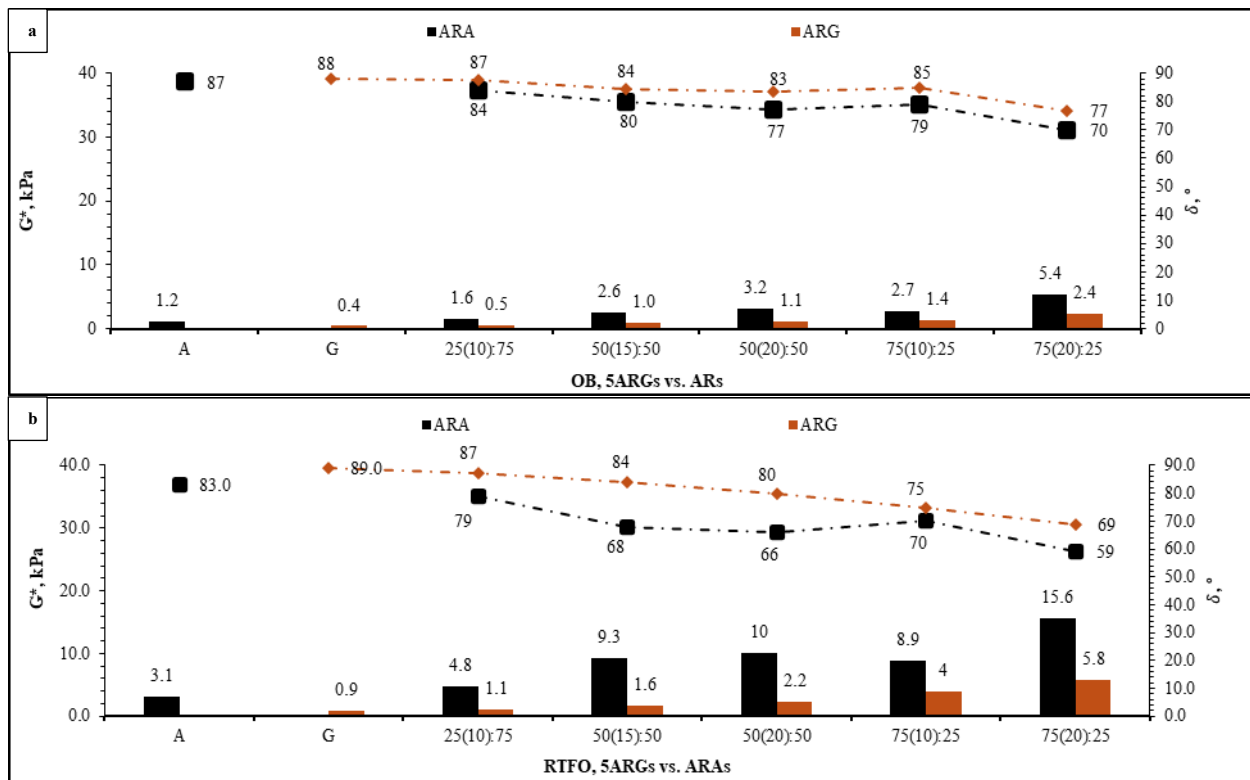 a
ARA ARG
40 30 20 10 0
G*, kPa
87 88 87 84 83 85 77
84 80 77 79 70
1.2 0.4 1.6 0.5 2.6 1.0 3.2 1.1 2.7 1.4 5.4 2.4
90 80 70 60 50 40 30 20 10 0
δ,°
A G 25(10):75 50(15):50 50(20):50 75(10):25 75(20):25
OB, 5ARGs vs. ARs
b
ARA ARG
40.0 30.0 20.0 10.0 0.0
G*, kPa
83.0 89.0 87 84 80 75 69
79 68 66 70 59
3.1 0.9 4.8 1.1 9.3 1.6 10 2.2 8.9 4 15.6 5.8
90.0 80.0 70.0 60.0 50.0 40.0 30.0 20.0 10.0 0.0
δ,°
A G 25(10):75 50(15):50 50(20):50 75(10):25 75(20):25
RTFO, 5ARGs vs. ARAs